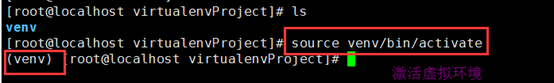 [root@localhost virtualenvProject]# ls
venv
[root@localhost virtualenvProject]# source venv/bin/activate
(venv) [root@localhost virtualenvProject]#
激活虚拟环境